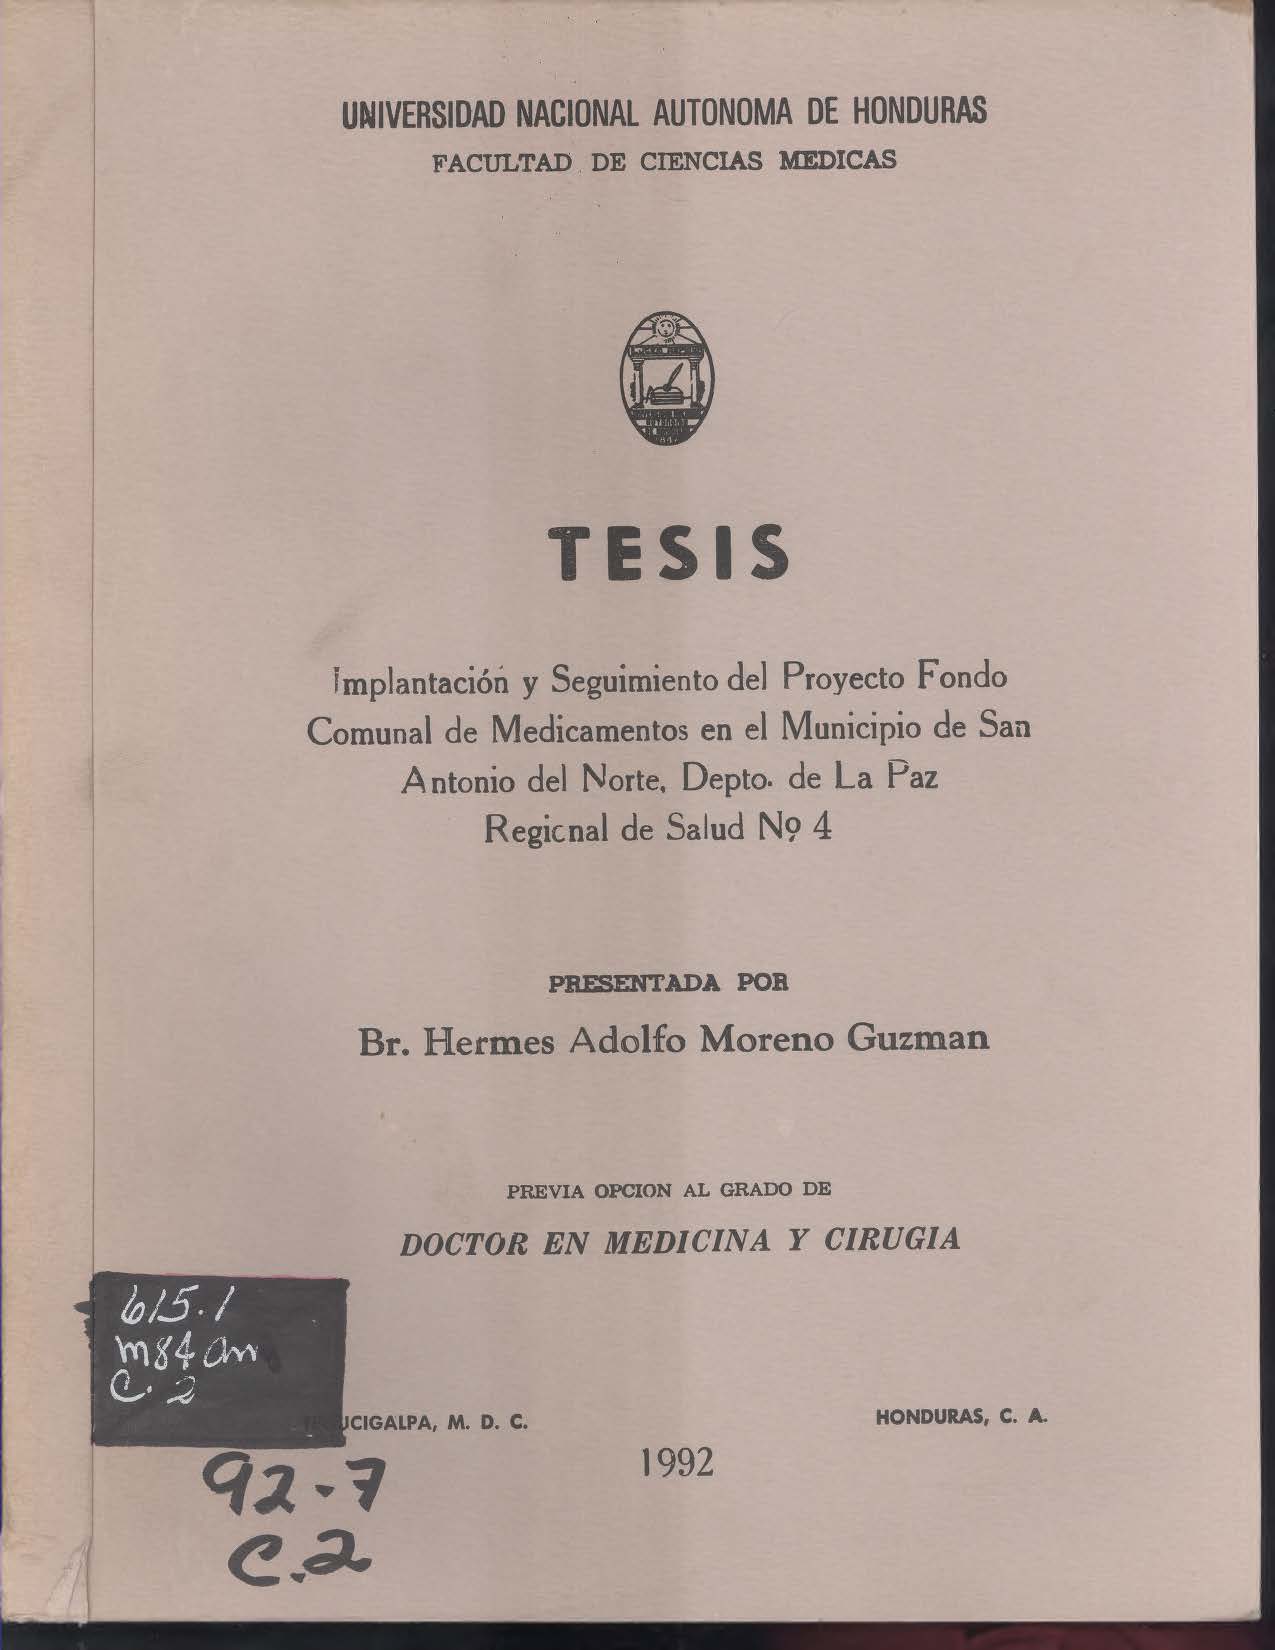 UNIVERSIDAD NACIONAL AUTONOMA DE HONDURAS
FACULTAD DE CIENCIAS MEDICAS
TESIS
Implantación y Seguimiento del Proyecto Fondo
Comunal de Medicamentos en el Municipio de San
Antonio del Norte, Depto. de La Paz
Regicnal de Salud Nº 4
PRESENTADA POR
Br. Hermes Adolfo Moreno Guzman
PREVIA OPCION AL GRADO DE
DOCTOR EN MEDICINA Y CIRUGIA
615.1
M84
C. 2
UCIGALPA, M. D. C.
HONDURAS, C. A.
1992
92-7
C.2